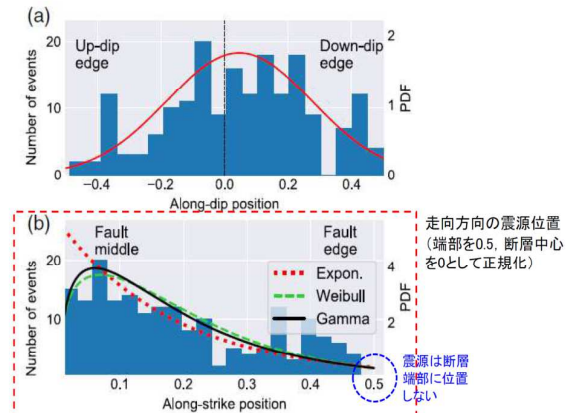 (a)
Up-dip
edge
Down-dip
edge
Number of events
20
10
0
2
1
0
PDF
−0.4 −0.2 0.0 0.2 0.4
Along-dip position
(b)
Fault
middle
Fault
edge
Expon.
Weibull
Gamma
Number of events
20
10
4
2
PDF
0.1 0.2 0.3 0.4 0.5
Along-strike position
走向方向の震源位置
(端部を0.5, 断層中心
を0として正規化)
震源は断層
端部に位置
しない